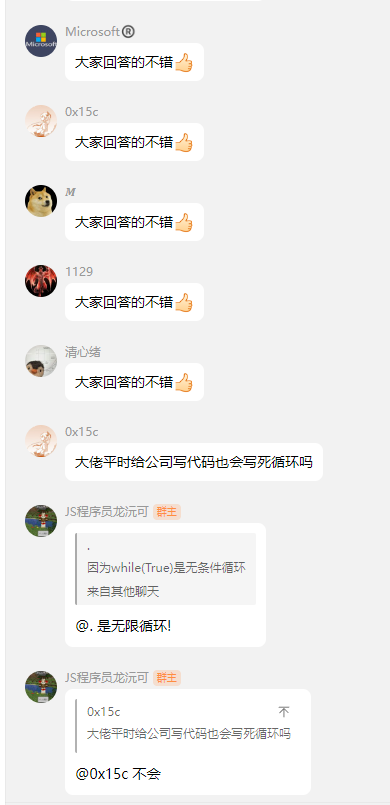 Microsoft®
大家回答的不错👍
0x15c
大家回答的不错👍
M
大家回答的不错👍
1129
大家回答的不错👍
清心绪
大家回答的不错👍
0x15c
大佬平时给公司写代码也会写死循环吗
JS程序员龙沅可 群主
.
因为while(True)是无条件循环
来自其他聊天
@. 是无限循环!
JS程序员龙沅可 群主
0x15c 不
大佬平时给公司写代码也会写死循环吗
@0x15c 不会